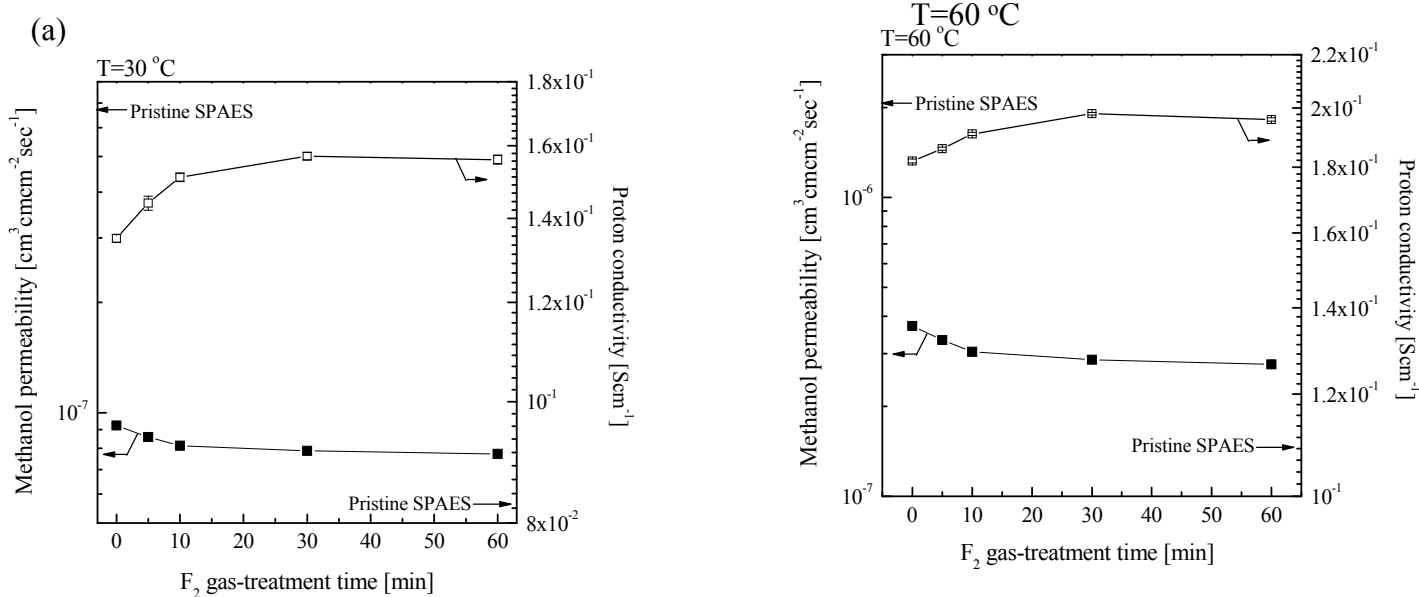 (a)
T=30 °C
Methanol permeability [cm³ cmcm⁻²sec⁻¹]
10⁻⁷
Pristine SPAES
Pristine SPAES
1.8x10⁻¹
1.6x10⁻¹
1.4x10⁻¹
1.2x10⁻¹
10⁻¹
8x10⁻²
Proton conductivity [Scm⁻¹]
0 10 20 30 40 50 60
F₂ gas-treatment time [min]
T=60 °C
T=60 °C
Methanol permeability [cm³ cmcm⁻²sec⁻¹]
10⁻⁶
10⁻⁷
Pristine SPAES
Pristine SPAES
2.2x10⁻¹
2x10⁻¹
1.8x10⁻¹
1.6x10⁻¹
1.4x10⁻¹
1.2x10⁻¹
10⁻¹
Proton conductivity [Scm⁻¹]
0 10 20 30 40 50 60
F₂ gas-treatment time [min]